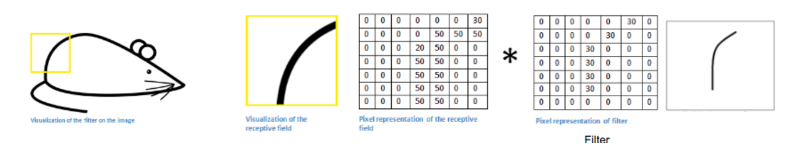 0 0 0 0 0 0 30
0 0 0 0 50 50 50
0 0 0 20 50 0 0
0 0 0 50 50 0 0
0 0 0 50 50 0 0
0 0 0 50 50 0 0
0 0 0 50 50 0 0
*
0 0 0 0 0 30 0
0 0 0 0 30 0 0
0 0 0 30 0 0 0
0 0 0 30 0 0 0
0 0 0 30 0 0 0
0 0 0 30 0 0 0
0 0 0 0 0 0 0
Visualization of the filter on the image
Visualization of the
receptive field
Pixel representation of the receptive
field
Pixel representation of filter
Filter